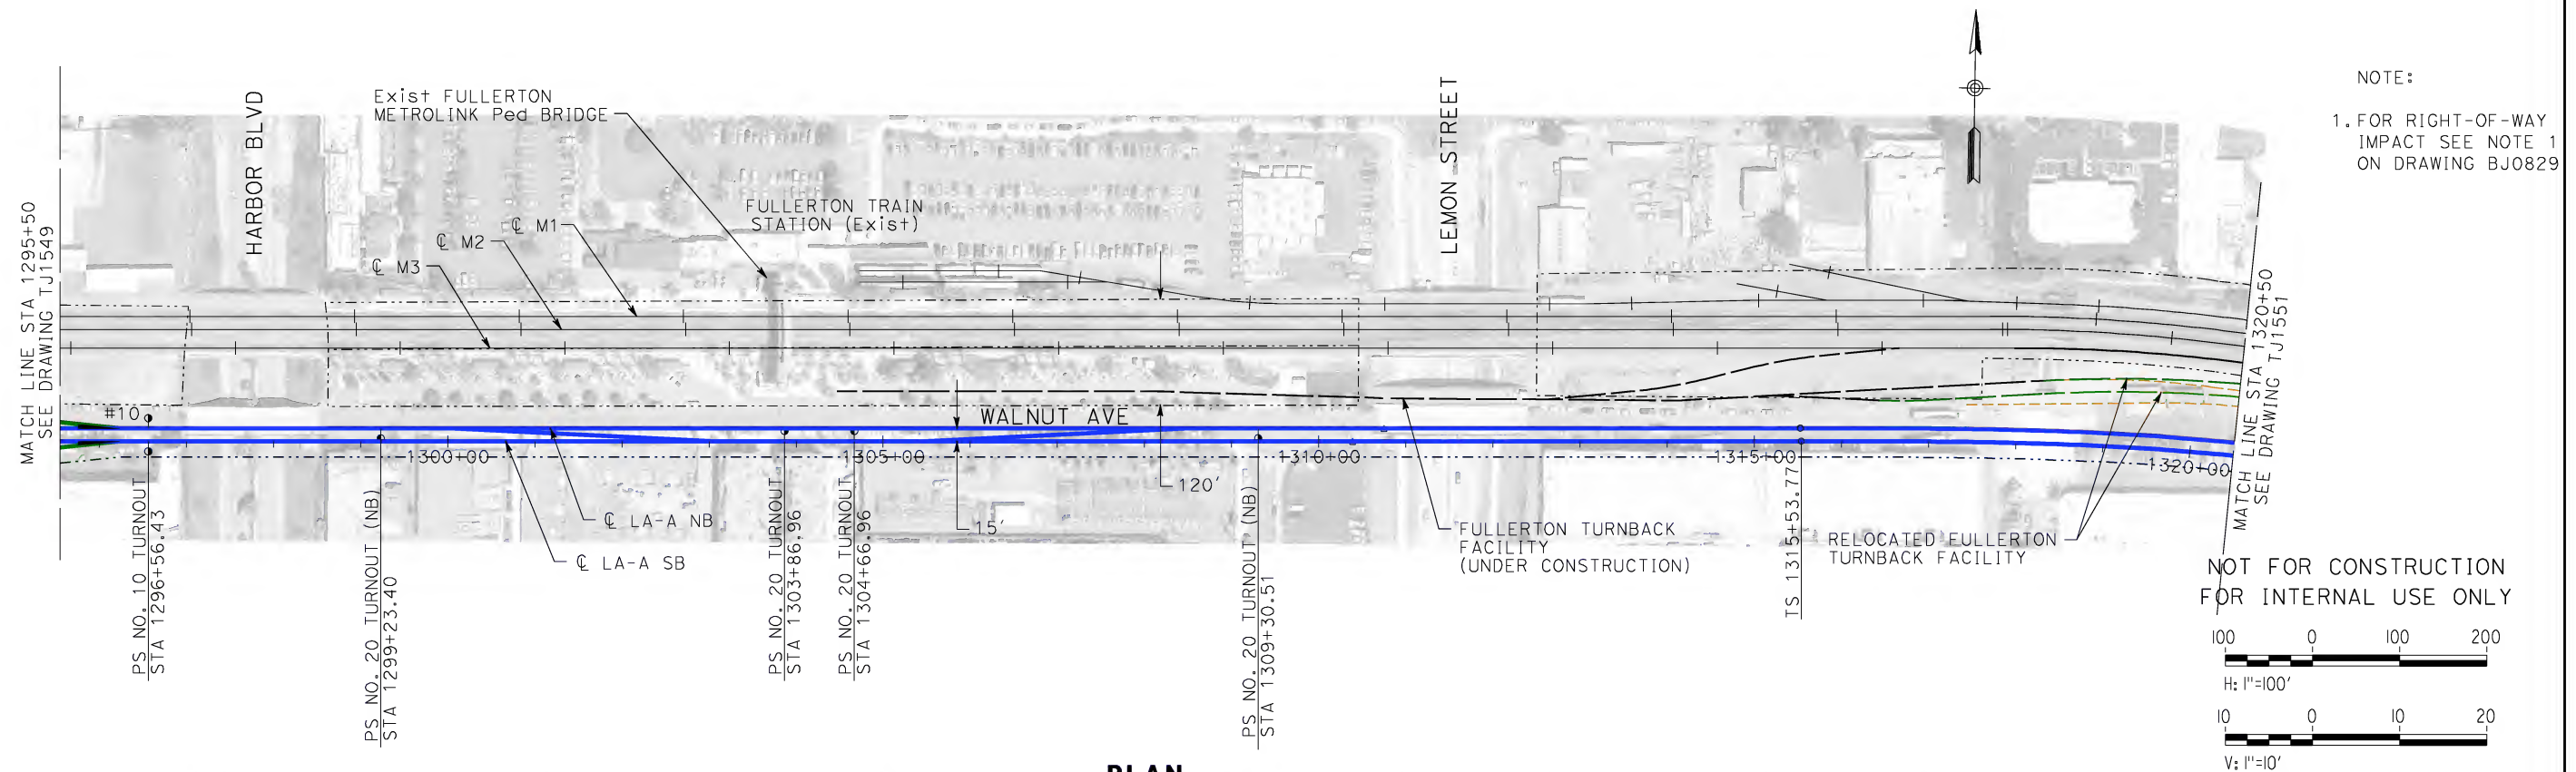 NOTE:
1. FOR RIGHT-OF-WAY
IMPACT SEE NOTE 1
ON DRAWING BJ0829
Exist FULLERTON
METROLINK Ped BRIDGE
HARBOR BLVD
LEMON STREET
FULLERTON TRAIN
STATION (Exist)
℄ M1
℄ M2
℄ M3
MATCH LINE STA 1295+50
SEE DRAWING TJ1549
MATCH LINE STA 1320+50
SEE DRAWING TJ1551
#10
WALNUT AVE
1300+00
1305+00
1310+00
1315+00
1320+00
120'
15'
℄ LA-A NB
℄ LA-A SB
PS NO. 10 TURNOUT
STA 1296+56.43
PS NO. 20 TURNOUT (NB)
STA 1299+23.40
PS NO. 20 TURNOUT
STA 1303+86.96
PS NO. 20 TURNOUT
STA 1304+66.96
PS NO. 20 TURNOUT (NB)
STA 1309+30.51
FULLERTON TURNBACK
FACILITY
(UNDER CONSTRUCTION)
TS 1315+53.77
RELOCATED FULLERTON
TURNBACK FACILITY
NOT FOR CONSTRUCTION
FOR INTERNAL USE ONLY
100 0 100 200
H: 1"=100'
10 0 10 20
V: 1"=10'
PLAN